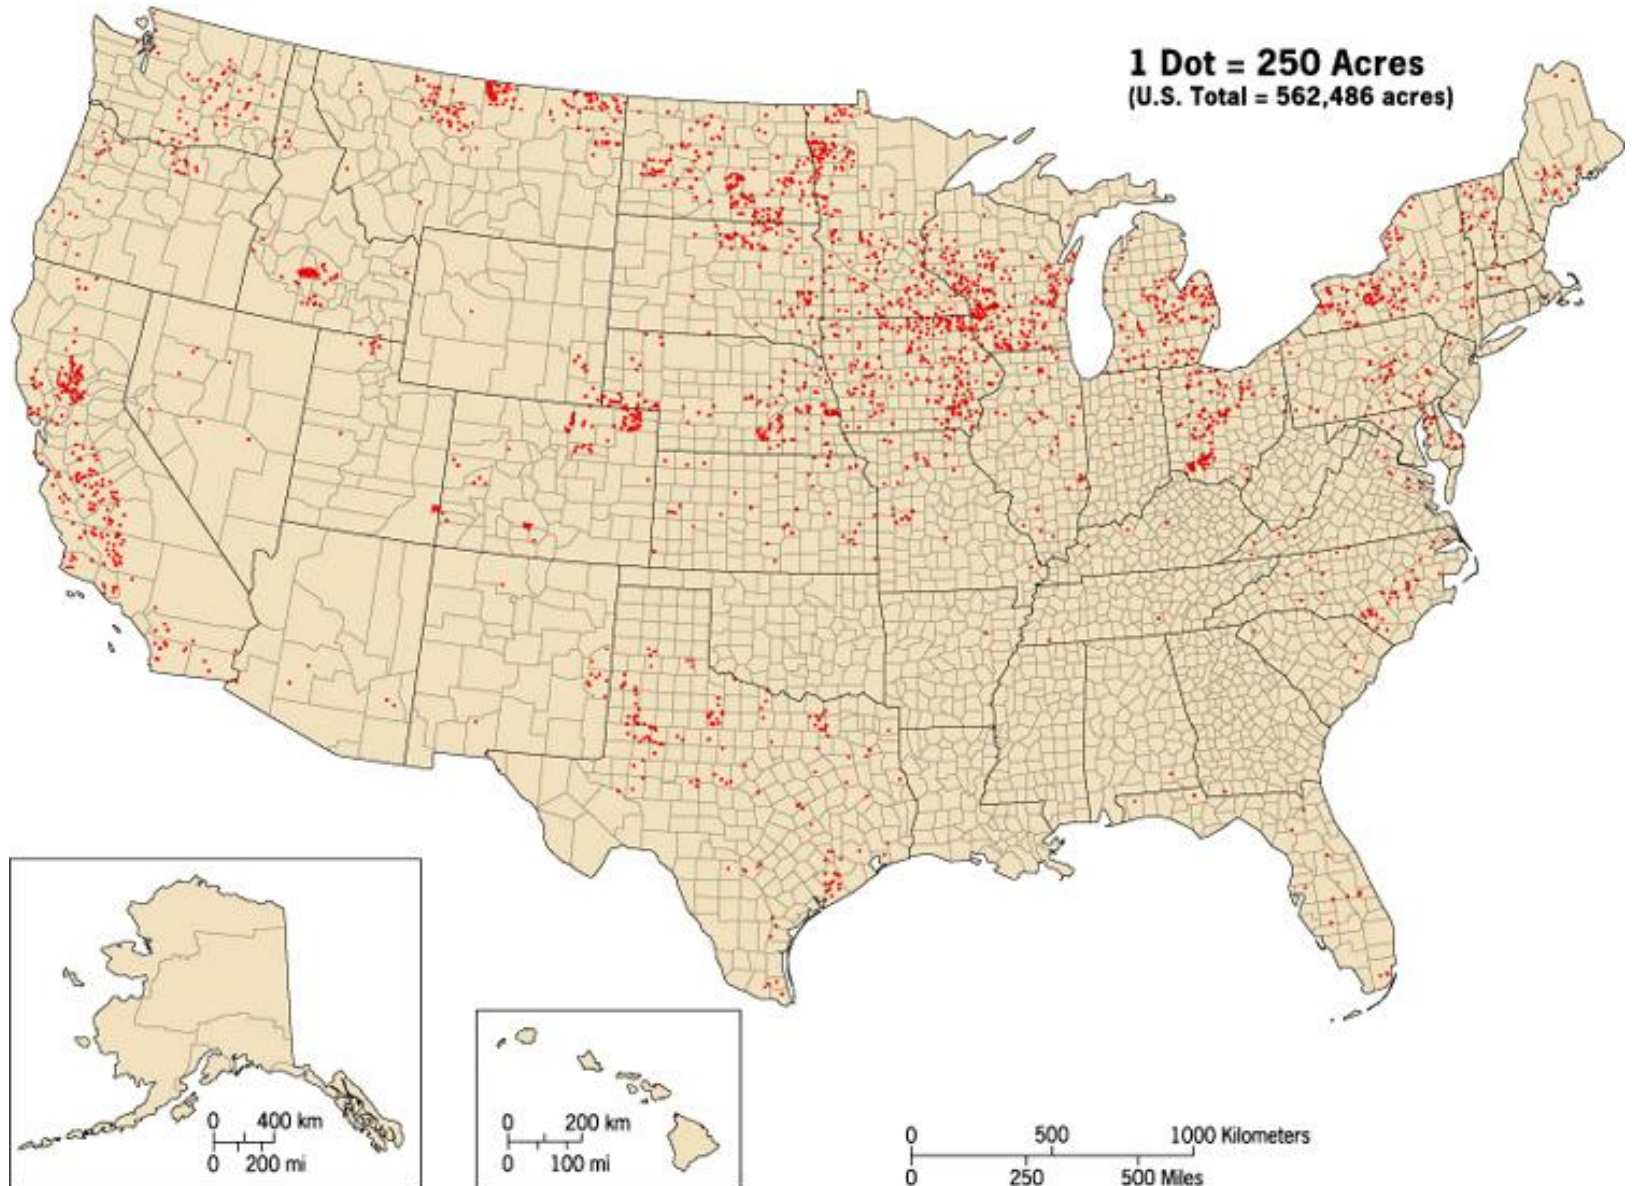 1 Dot = 250 Acres
(U.S. Total = 562,486 acres)
0 400 km
0 200 mi
0 200 km
0 100 mi
0 500 1000 Kilometers
0 250 500 Miles